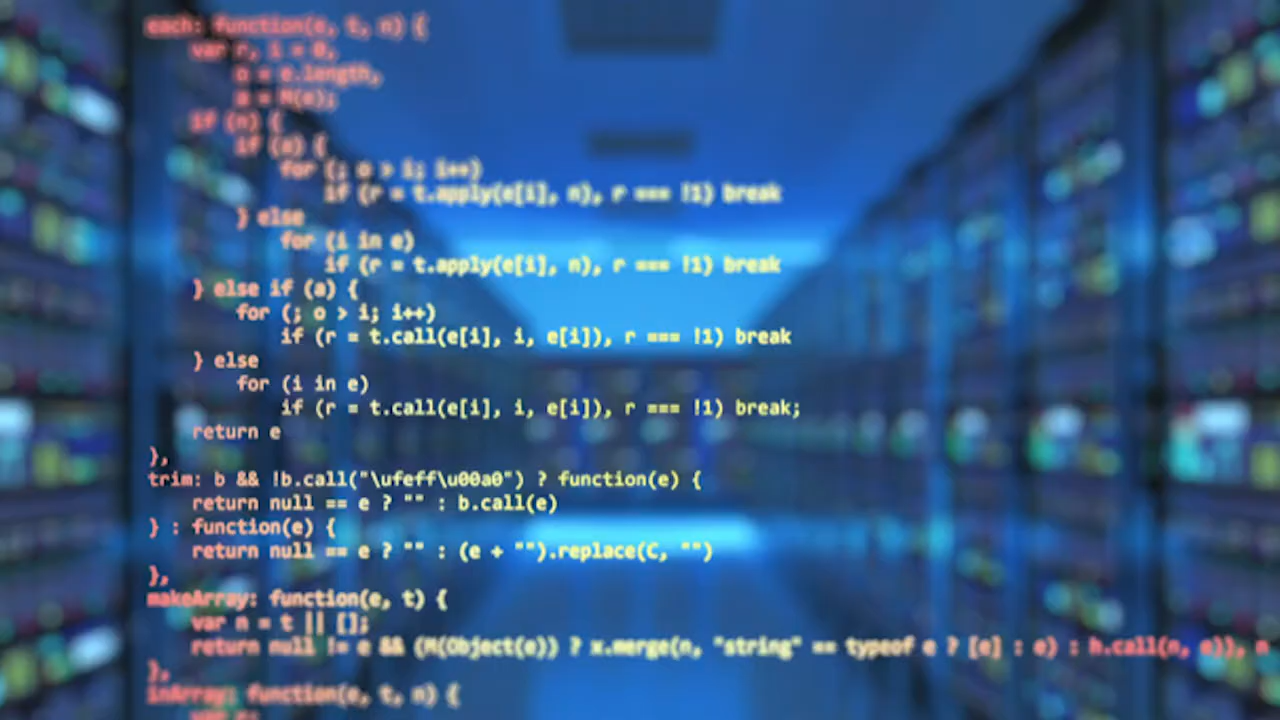 each: function(e, t, n) {
var r, i = 0,
o = e.length,
a = M(e);
if (n) {
if (a) {
for (; o > i; i++)
if (r = t.apply(e[i], n), r === !1) break
} else
for (i in e)
if (r = t.apply(e[i], n), r === !1) break
} else if (a) {
for (; o > i; i++)
if (r = t.call(e[i], i, e[i]), r === !1) break
} else
for (i in e)
if (r = t.call(e[i], i, e[i]), r === !1) break;
return e
},
trim: b && !b.call("\ufeff\u00a0") ? function(e) {
return null == e ? "" : b.call(e)
} : function(e) {
return null == e ? "" : (e + "").replace(C, "")
},
makeArray: function(e, t) {
var n = t || [];
return null != e && (M(Object(e)) ? x.merge(n, "string" == typeof e ? [e] : e) : h.call(n, e)), n
},
inArray: function(e, t, n) {
var r;